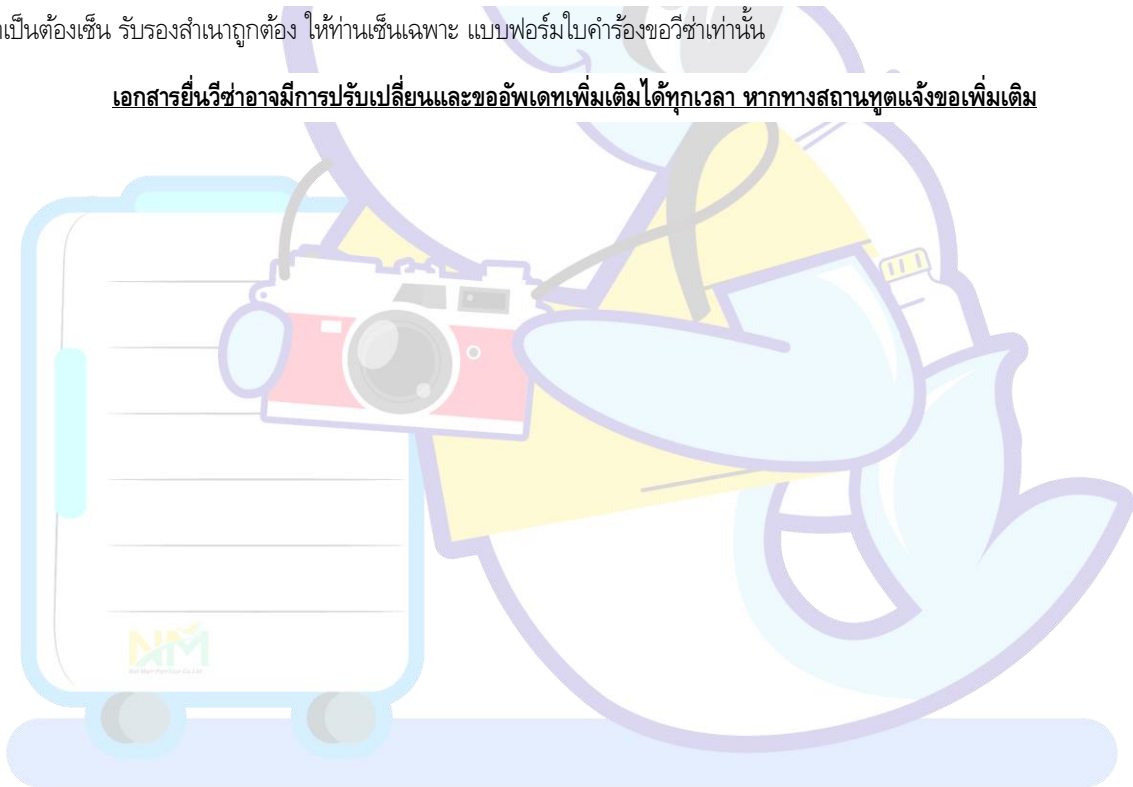 เป็นต้องเซ็น รับรองสำเนาถูกต้อง ให้ท่านเซ็นเฉพาะ แบบฟอร์มใบคำร้องขอวีซ่าเท่านั้น
เอกสารยื่นวีซ่าอาจมีการปรับเปลี่ยนและขออัพเดทเพิ่มเติมได้ทุกเวลา หากทางสถานทูตแจ้งขอเพิ่มเติม
NM